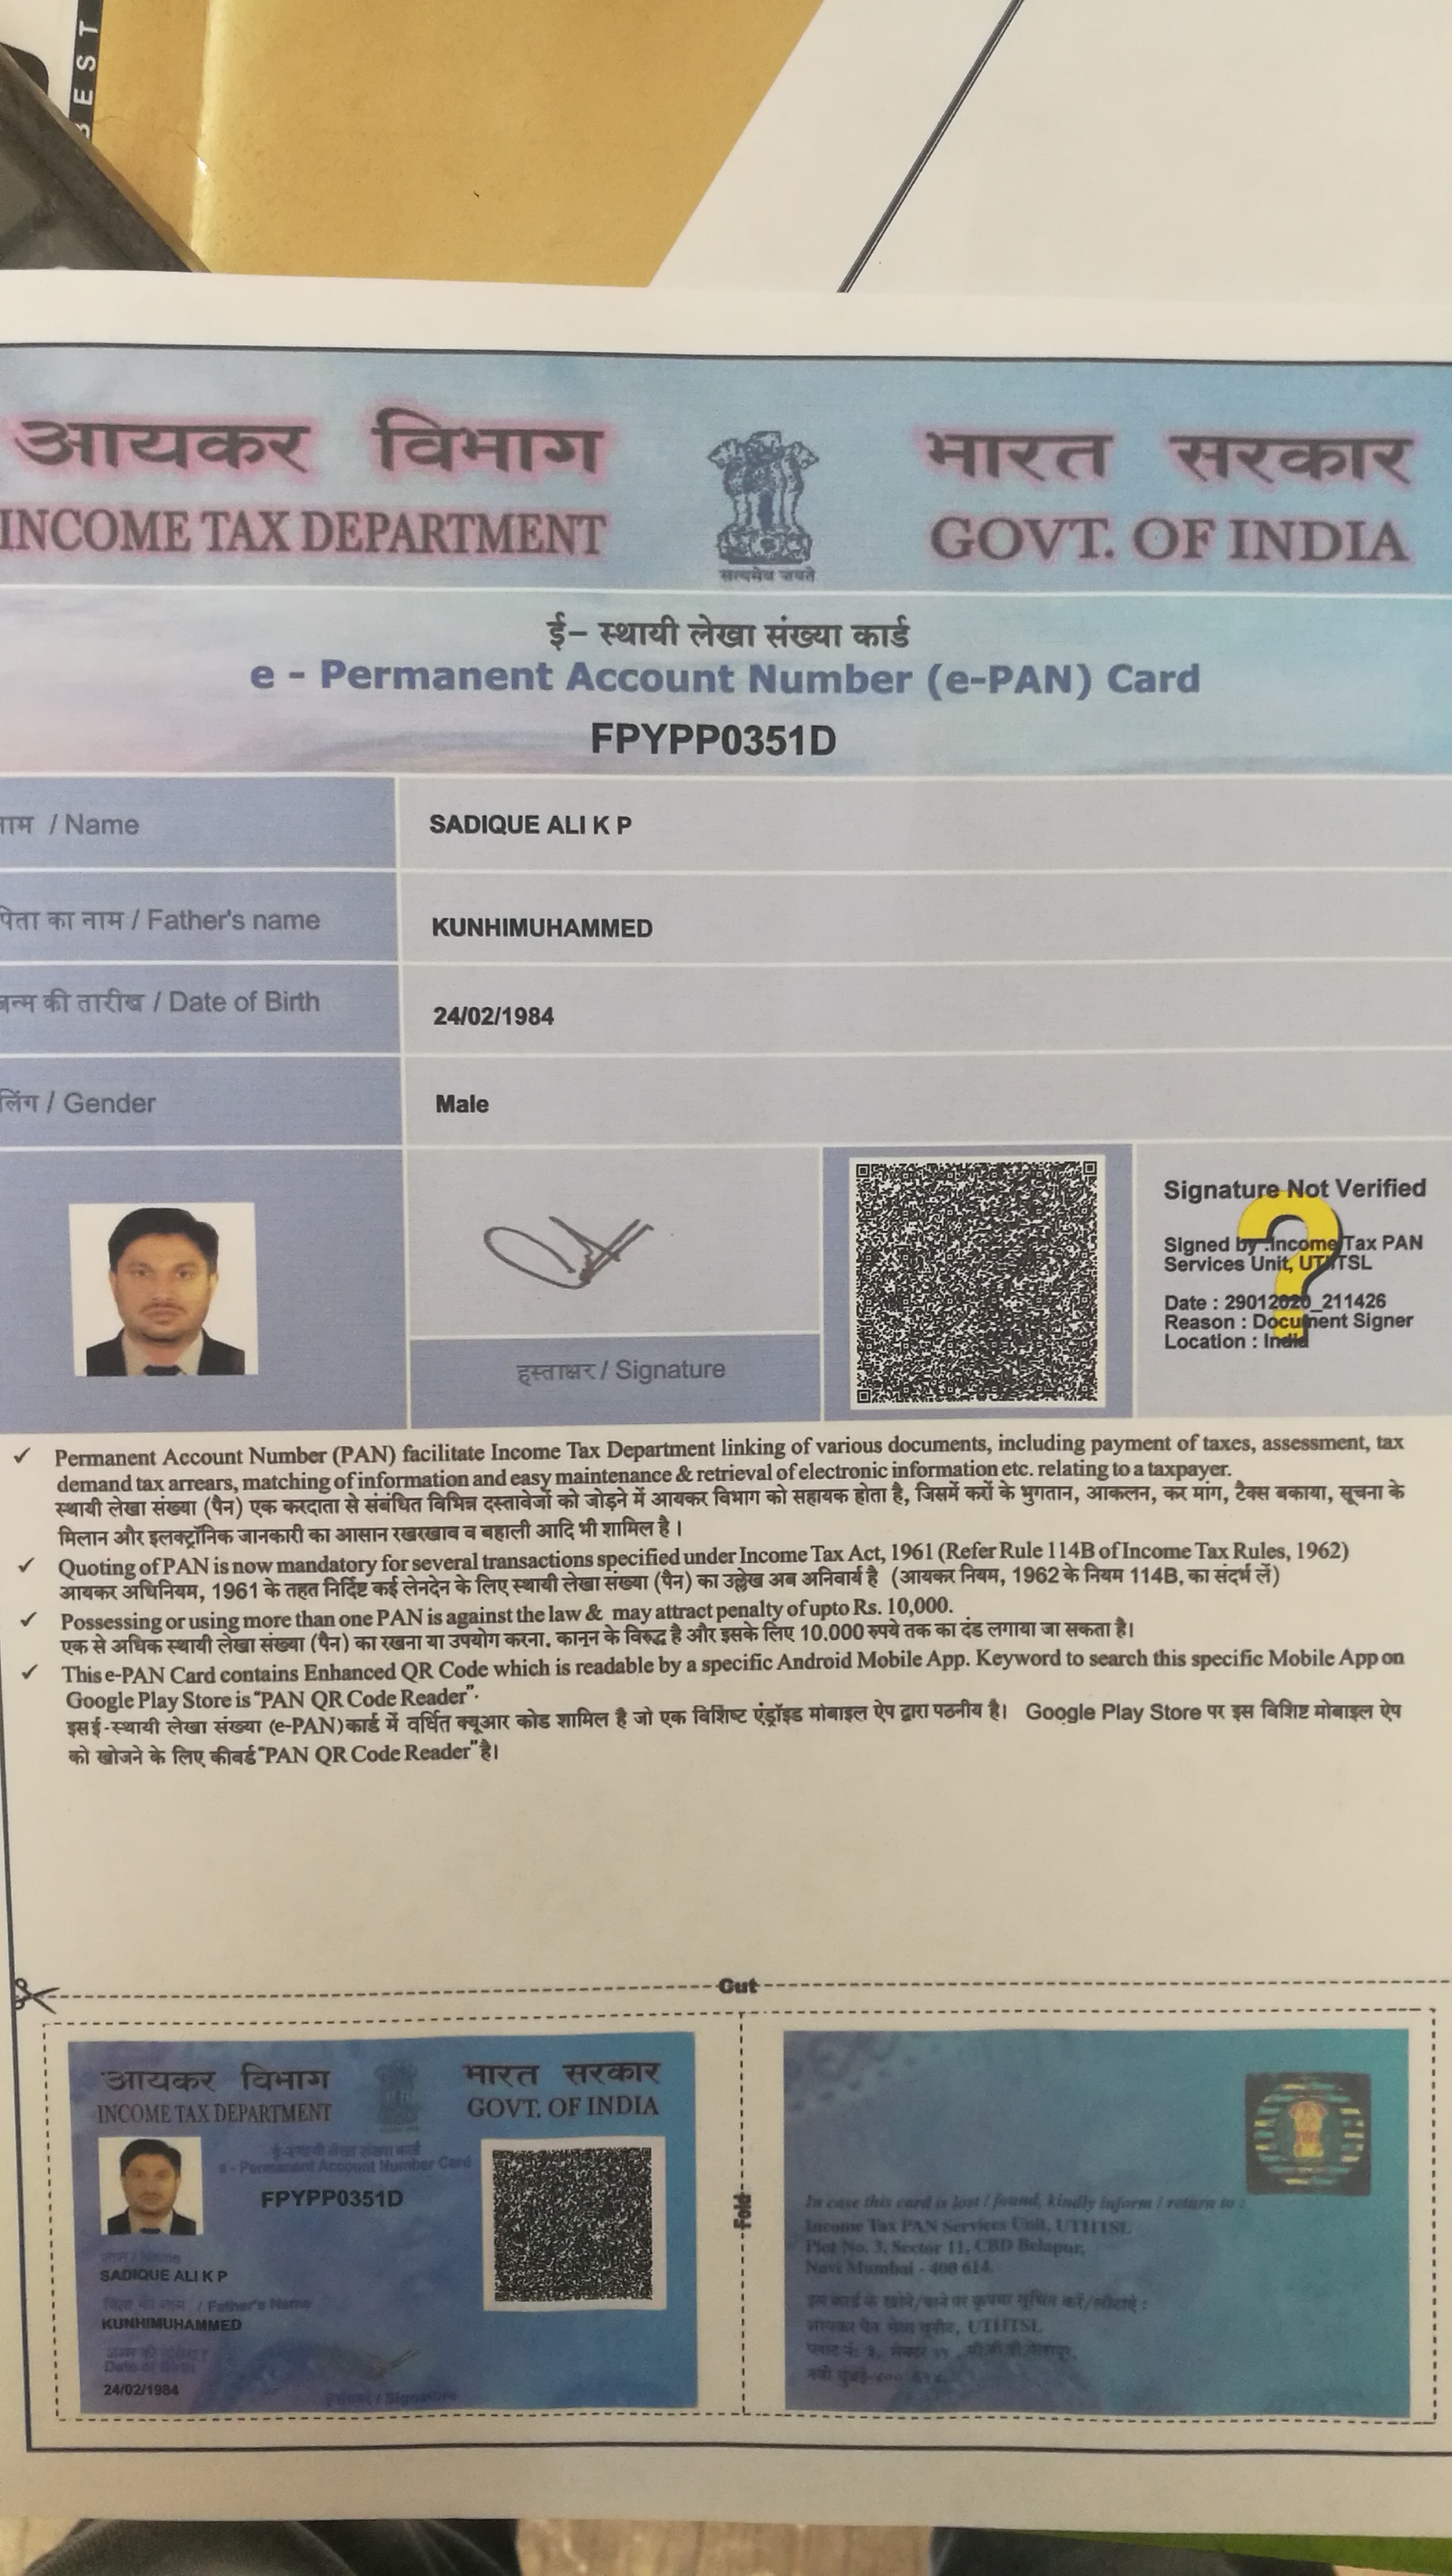 BEST
आयकर विभाग
भारत सरकार
INCOME TAX DEPARTMENT
GOVT. OF INDIA
सत्यमेव जयते
ई- स्थायी लेखा संख्या कार्ड
e - Permanent Account Number (e-PAN) Card
FPYPP0351D
नाम / Name
SADIQUE ALI K P
पिता का नाम / Father's name
KUNHIMUHAMMED
जन्म की तारीख / Date of Birth
24/02/1984
लिंग / Gender
Male
हस्ताक्षर / Signature
Signature Not Verified
Signed by :Income Tax PAN
Services Unit, UTIITSL
Date : 29012020_211426
Reason : Document Signer
Location : India
✓ Permanent Account Number (PAN) facilitate Income Tax Department linking of various documents, including payment of taxes, assessment, tax
demand tax arrears, matching of information and easy maintenance & retrieval of electronic information etc. relating to a taxpayer.
स्थायी लेखा संख्या (पैन) एक करदाता से संबंधित विभिन्न दस्तावेजों को जोड़ने में आयकर विभाग को सहायक होता है, जिसमें करों के भुगतान, आकलन, कर मांग, टैक्स बकाया, सूचना के
मिलान और इलक्ट्रॉनिक जानकारी का आसान रखरखाव व बहाली आदि भी शामिल है ।
✓ Quoting of PAN is now mandatory for several transactions specified under Income Tax Act, 1961 (Refer Rule 114B of Income Tax Rules, 1962)
आयकर अधिनियम, 1961 के तहत निर्दिष्ट कई लेनदेन के लिए स्थायी लेखा संख्या (पैन) का उल्लेख अब अनिवार्य है (आयकर नियम, 1962 के नियम 114B, का संदर्भ लें)
✓ Possessing or using more than one PAN is against the law & may attract penalty of upto Rs. 10,000.
एक से अधिक स्थायी लेखा संख्या (पैन) का रखना या उपयोग करना, कानून के विरुद्ध है और इसके लिए 10,000 रुपये तक का दंड लगाया जा सकता है।
✓ This e-PAN Card contains Enhanced QR Code which is readable by a specific Android Mobile App. Keyword to search this specific Mobile App on
Google Play Store is "PAN QR Code Reader".
इस ई-स्थायी लेखा संख्या (e-PAN) कार्ड में वर्धित क्यूआर कोड शामिल है जो एक विशिष्ट एंड्रॉइड मोबाइल ऐप द्वारा पठनीय है। Google Play Store पर इस विशिष्ट मोबाइल ऐप
को खोजने के लिए कीवर्ड "PAN QR Code Reader" है।
Cut
आयकर विभाग
भारत सरकार
INCOME TAX DEPARTMENT
GOVT. OF INDIA
ई-स्थायी लेखा संख्या कार्ड
e - Permanent Account Number Card
FPYPP0351D
नाम / Name
SADIQUE ALI K P
पिता का नाम / Father's Name
KUNHIMUHAMMED
Date of Birth
24/02/1984
हस्ताक्षर / Signature
Fold
In case this card is lost / found, kindly inform / return to :
Income Tax PAN Services Unit, UTIITSL
Plot No. 3, Sector 11, CBD Belapur,
Navi Mumbai - 400 614.
इस कार्ड के खोने/पाने पर कृपया सूचित करें/लौटाएं :
आयकर पैन सेवा यूनीट, UTIITSL
प्लाट नं: ३, सेक्टर ११, सी.बी.डी.बेलापूर,
नवी मुंबई-४०० ६१४.